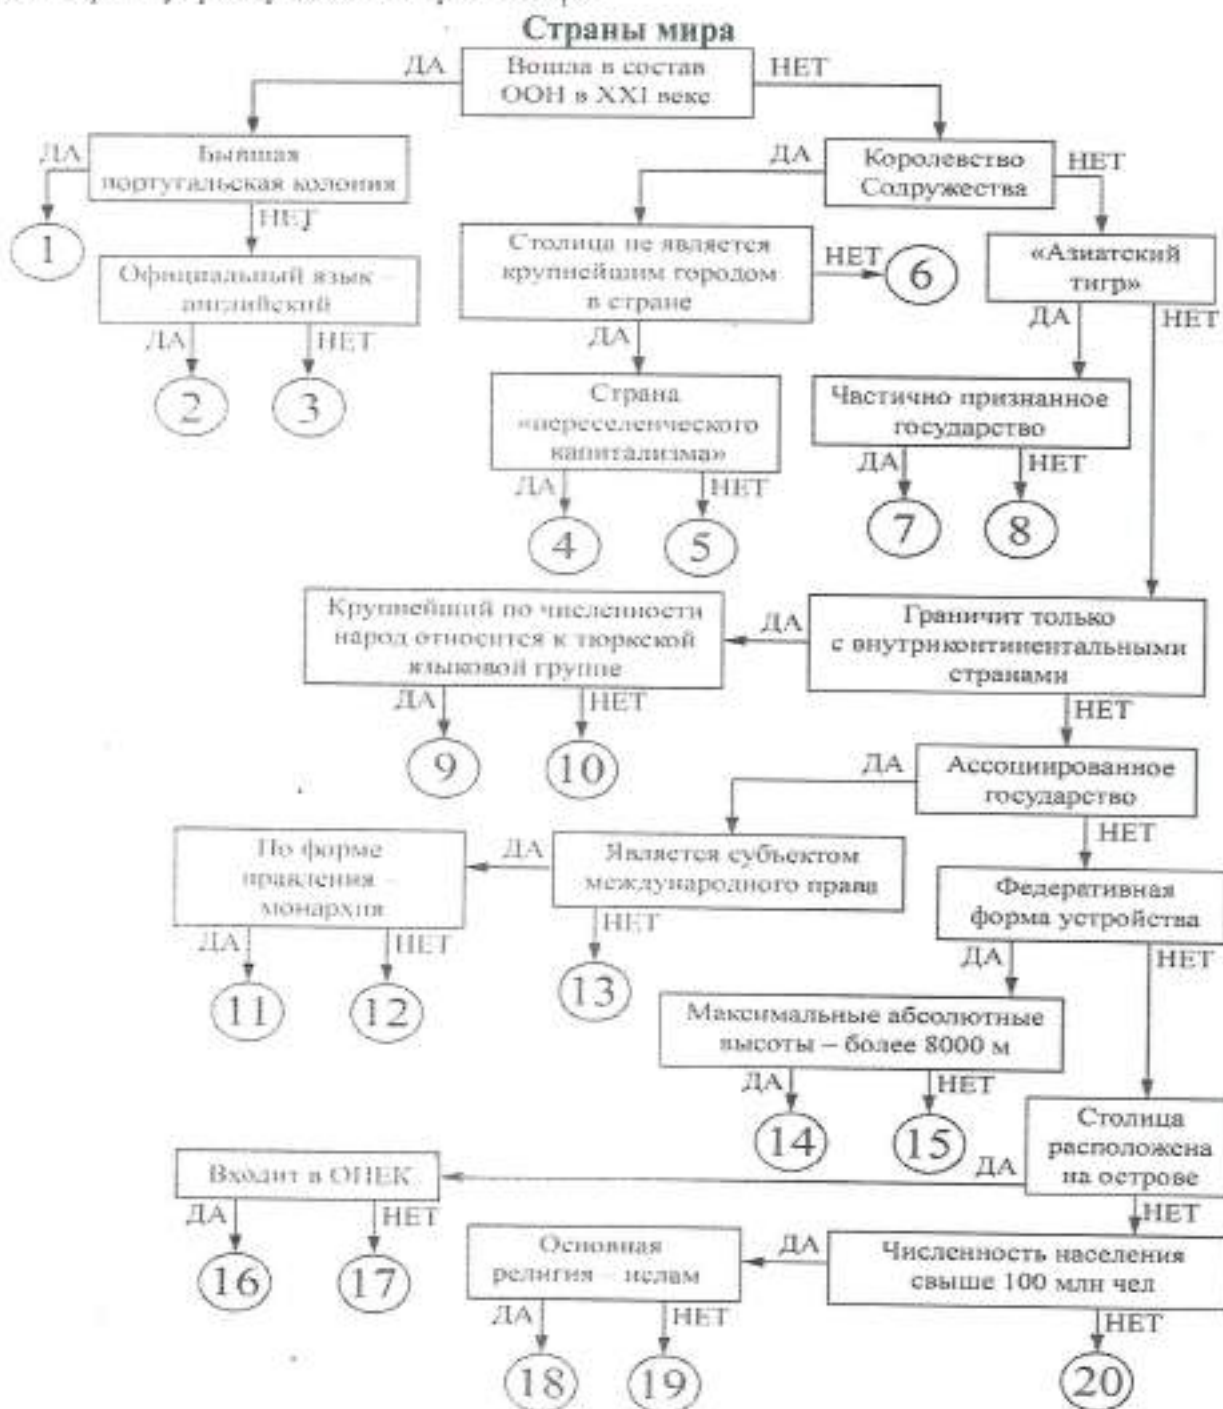 Страны мира
Вошла в состав
ООН в XXI веке
ДА
НЕТ
Бывшая
португальская колония
ДА
НЕТ
1
Официальный язык –
английский
ДА
НЕТ
2
3
Королевство
Содружества
ДА
НЕТ
Столица не является
крупнейшим городом
в стране
НЕТ
6
ДА
«Азиатский
тигр»
ДА
НЕТ
Страна
«переселенческого
капитализма»
ДА
НЕТ
4
5
Частично признанное
государство
ДА
НЕТ
7
8
Граничит только
с внутриконтинентальными
странами
ДА
НЕТ
Крупнейший по численности
народ относится к тюркской
языковой группе
ДА
НЕТ
9
10
Ассоциированное
государство
ДА
НЕТ
Является субъектом
международного права
ДА
НЕТ
13
По форме
правления –
монархия
ДА
НЕТ
11
12
Федеративная
форма устройства
ДА
НЕТ
Максимальные абсолютные
высоты – более 8000 м
ДА
НЕТ
14
15
Столица
расположена
на острове
ДА
НЕТ
Входит в ОПЕК
ДА
НЕТ
16
17
Численность населения
свыше 100 млн чел
ДА
НЕТ
20
Основная
религия – ислам
ДА
НЕТ
18
19